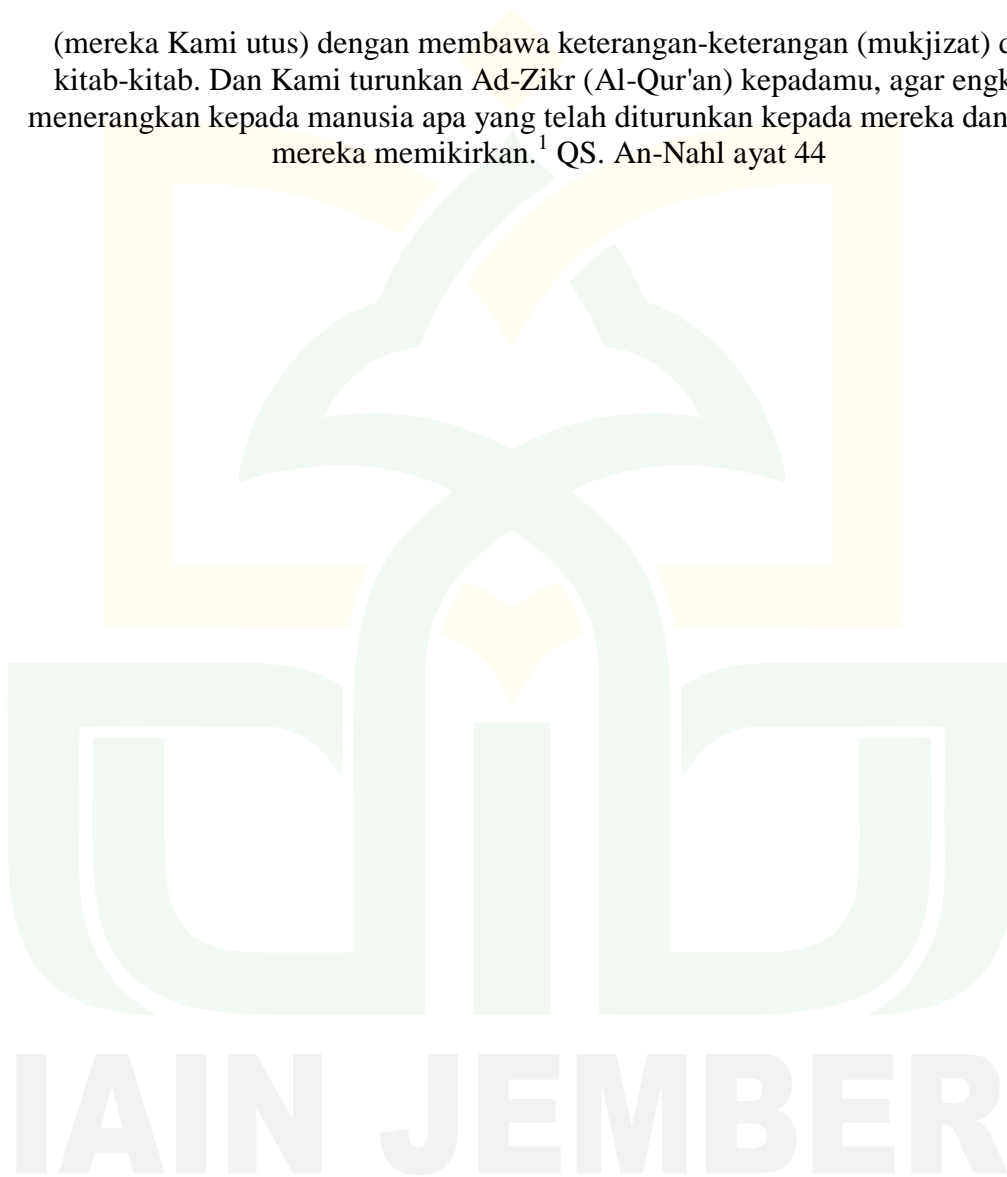 (mereka Kami utus) dengan membawa keterangan-keterangan (mukjizat)
kitab-kitab. Dan Kami turunkan Ad-Zikr (Al-Qur'an) kepadamu, agar
menerangkan kepada manusia apa yang telah diturunkan kepada mereka dan
mereka memikirkan.¹ QS. An-Nahl ayat 44
IAIN JEMBER